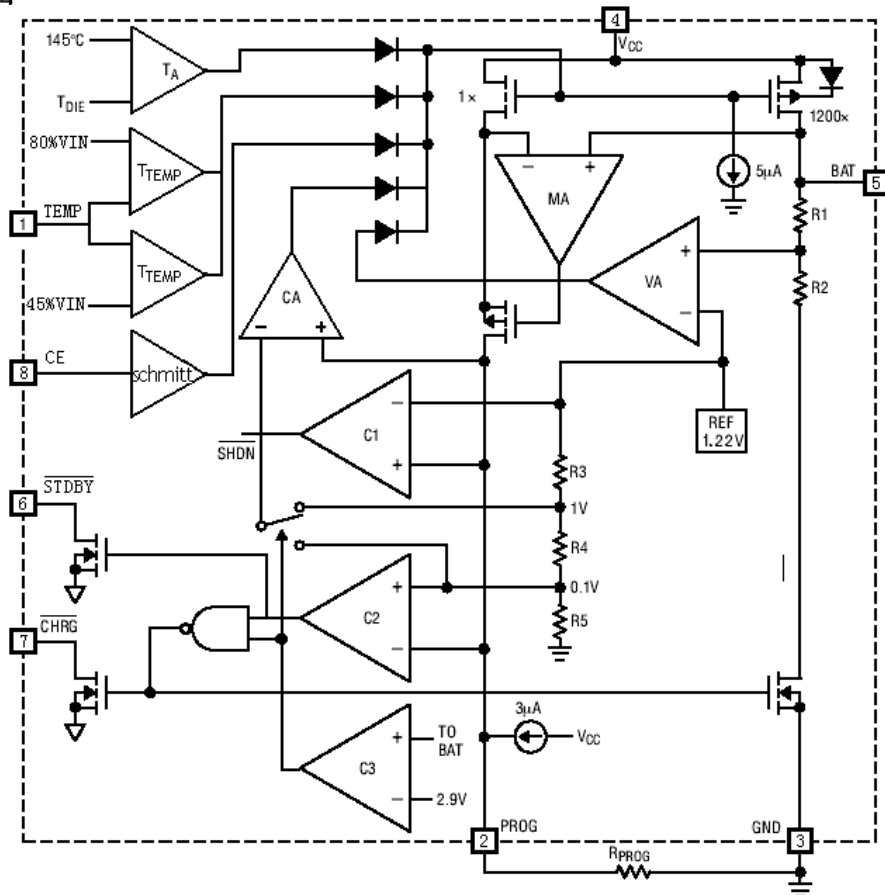 4
VCC
145°C
TA
TDIE
1×
1200×
80%VIN
TTEMP
5μA
BAT
5
MA
−
+
1
TEMP
R1
TTEMP
VA
+
−
R2
45%VIN
CA
−
+
8
CE
schmitt
REF
1.22V
C1
−
+
SHDN
R3
6
STDBY
1V
R4
C2
+
−
0.1V
R5
7
CHRG
3μA
VCC
C3
+
−
TO
BAT
2.9V
2
PROG
GND
3
RPROG